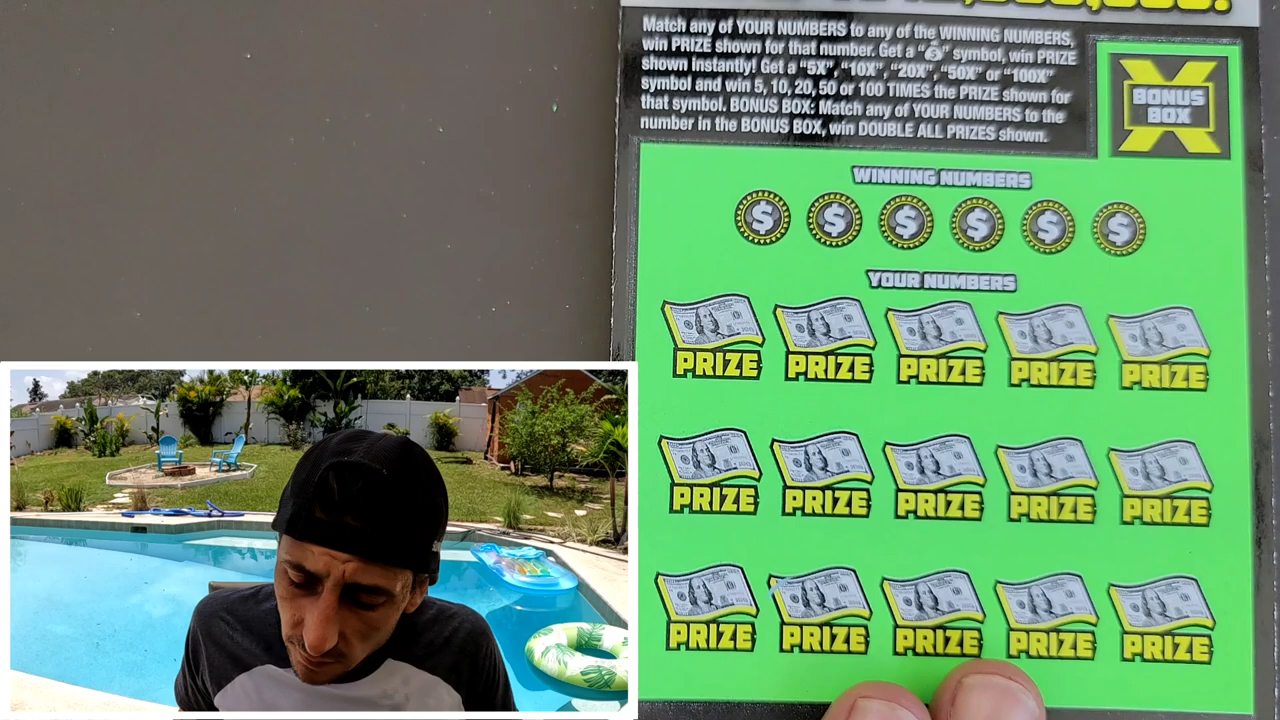 Match any of YOUR NUMBERS to any of the WINNING NUMBERS,
win PRIZE shown for that number. Get a “💰” symbol, win PRIZE
shown instantly! Get a “5X”, “10X”, “20X”, “50X” or “100X”
symbol and win 5, 10, 20, 50 or 100 TIMES the PRIZE shown for
that symbol. BONUS BOX: Match any of YOUR NUMBERS to the
number in the BONUS BOX, win DOUBLE ALL PRIZES shown.
BONUS
BOX
WINNING NUMBERS
$ $ $ $ $ $
YOUR NUMBERS
PRIZE PRIZE PRIZE PRIZE PRIZE
PRIZE PRIZE PRIZE PRIZE PRIZE
PRIZE PRIZE PRIZE PRIZE PRIZE